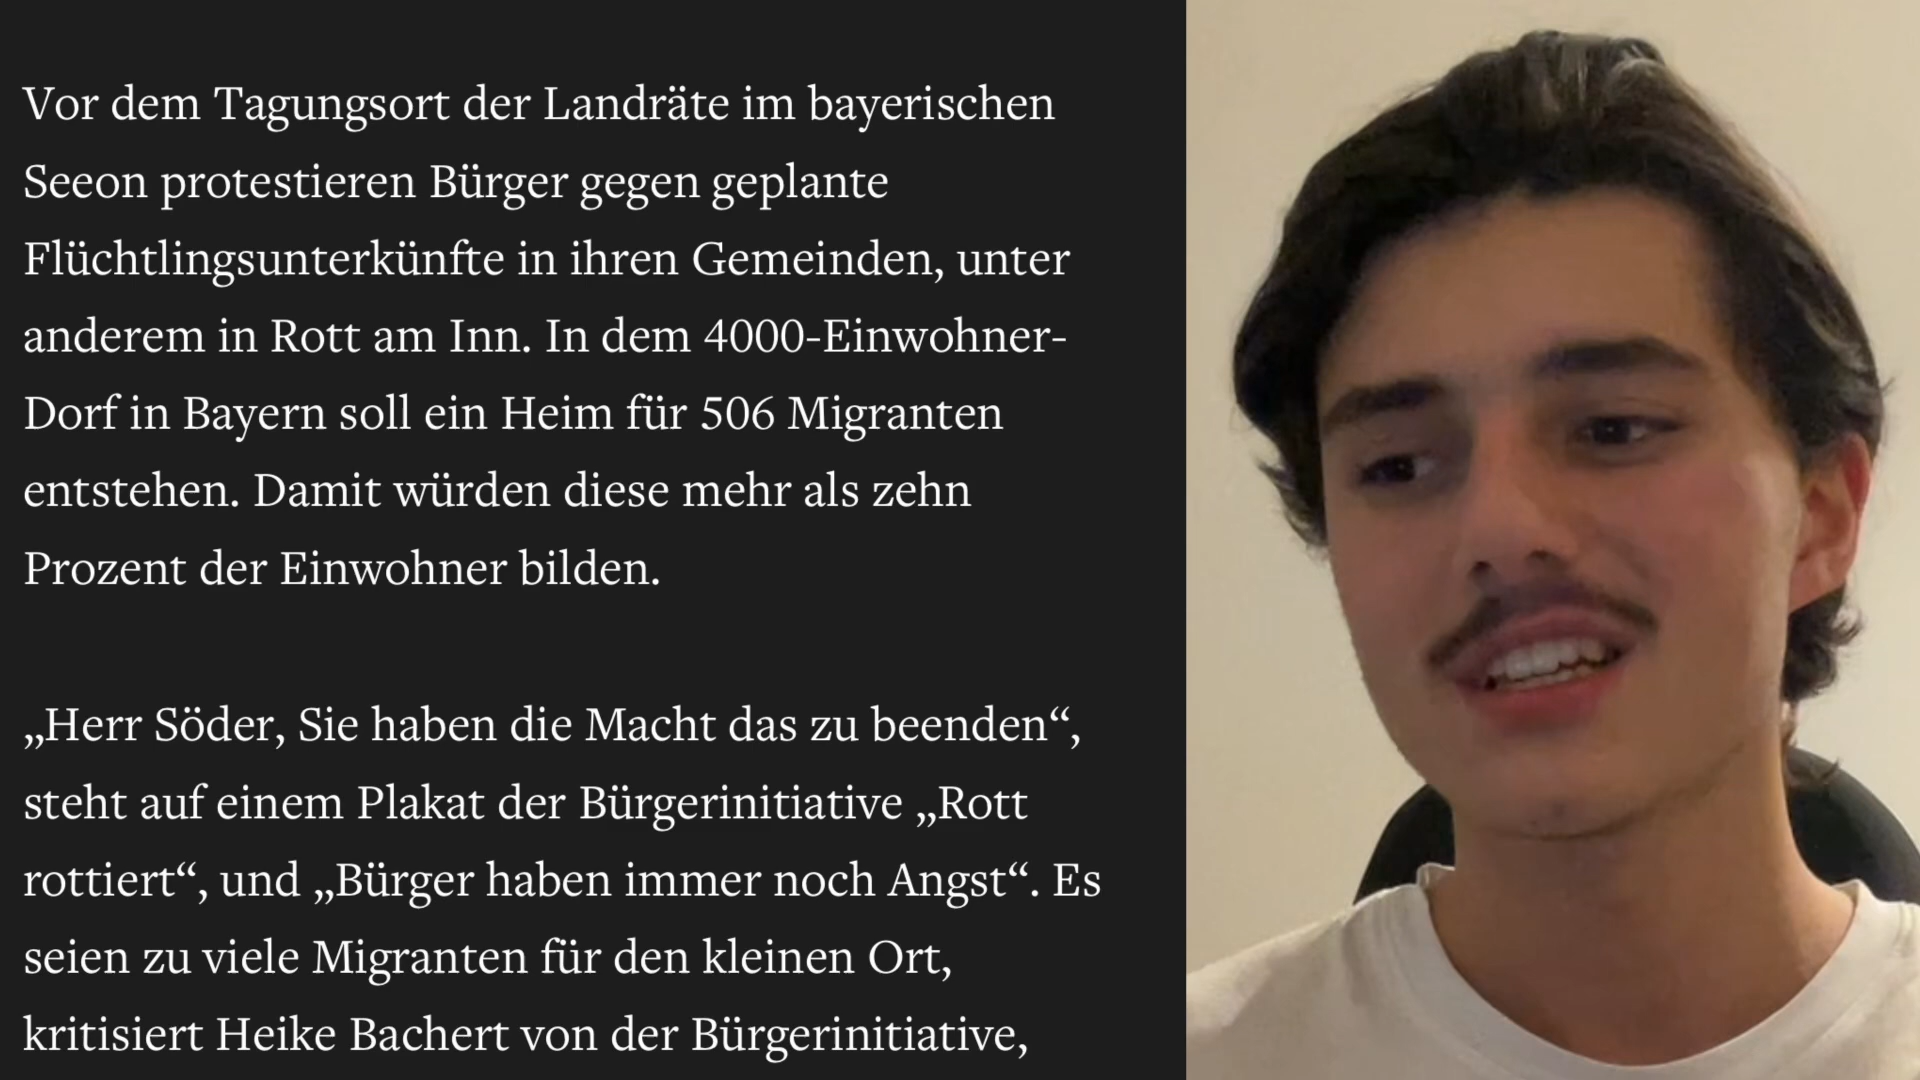 Vor dem Tagungsort der Landräte im bayerischen
Seeon protestieren Bürger gegen geplante
Flüchtlingsunterkünfte in ihren Gemeinden, unter
anderem in Rott am Inn. In dem 4000-Einwohner-
Dorf in Bayern soll ein Heim für 506 Migranten
entstehen. Damit würden diese mehr als zehn
Prozent der Einwohner bilden.
„Herr Söder, Sie haben die Macht das zu beenden“,
steht auf einem Plakat der Bürgerinitiative „Rott
rottiert“, und „Bürger haben immer noch Angst“. Es
seien zu viele Migranten für den kleinen Ort,
kritisiert Heike Bachert von der Bürgerinitiative,